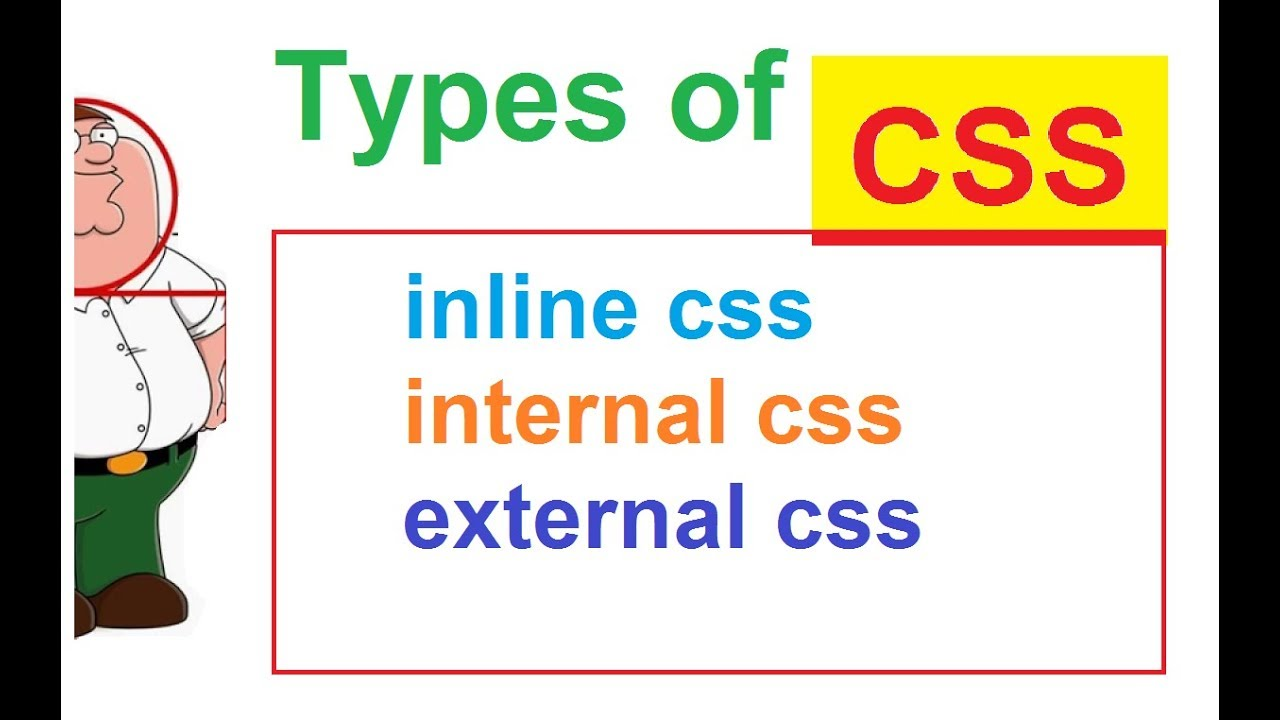 Types of CSS
inline css
internal css
external css